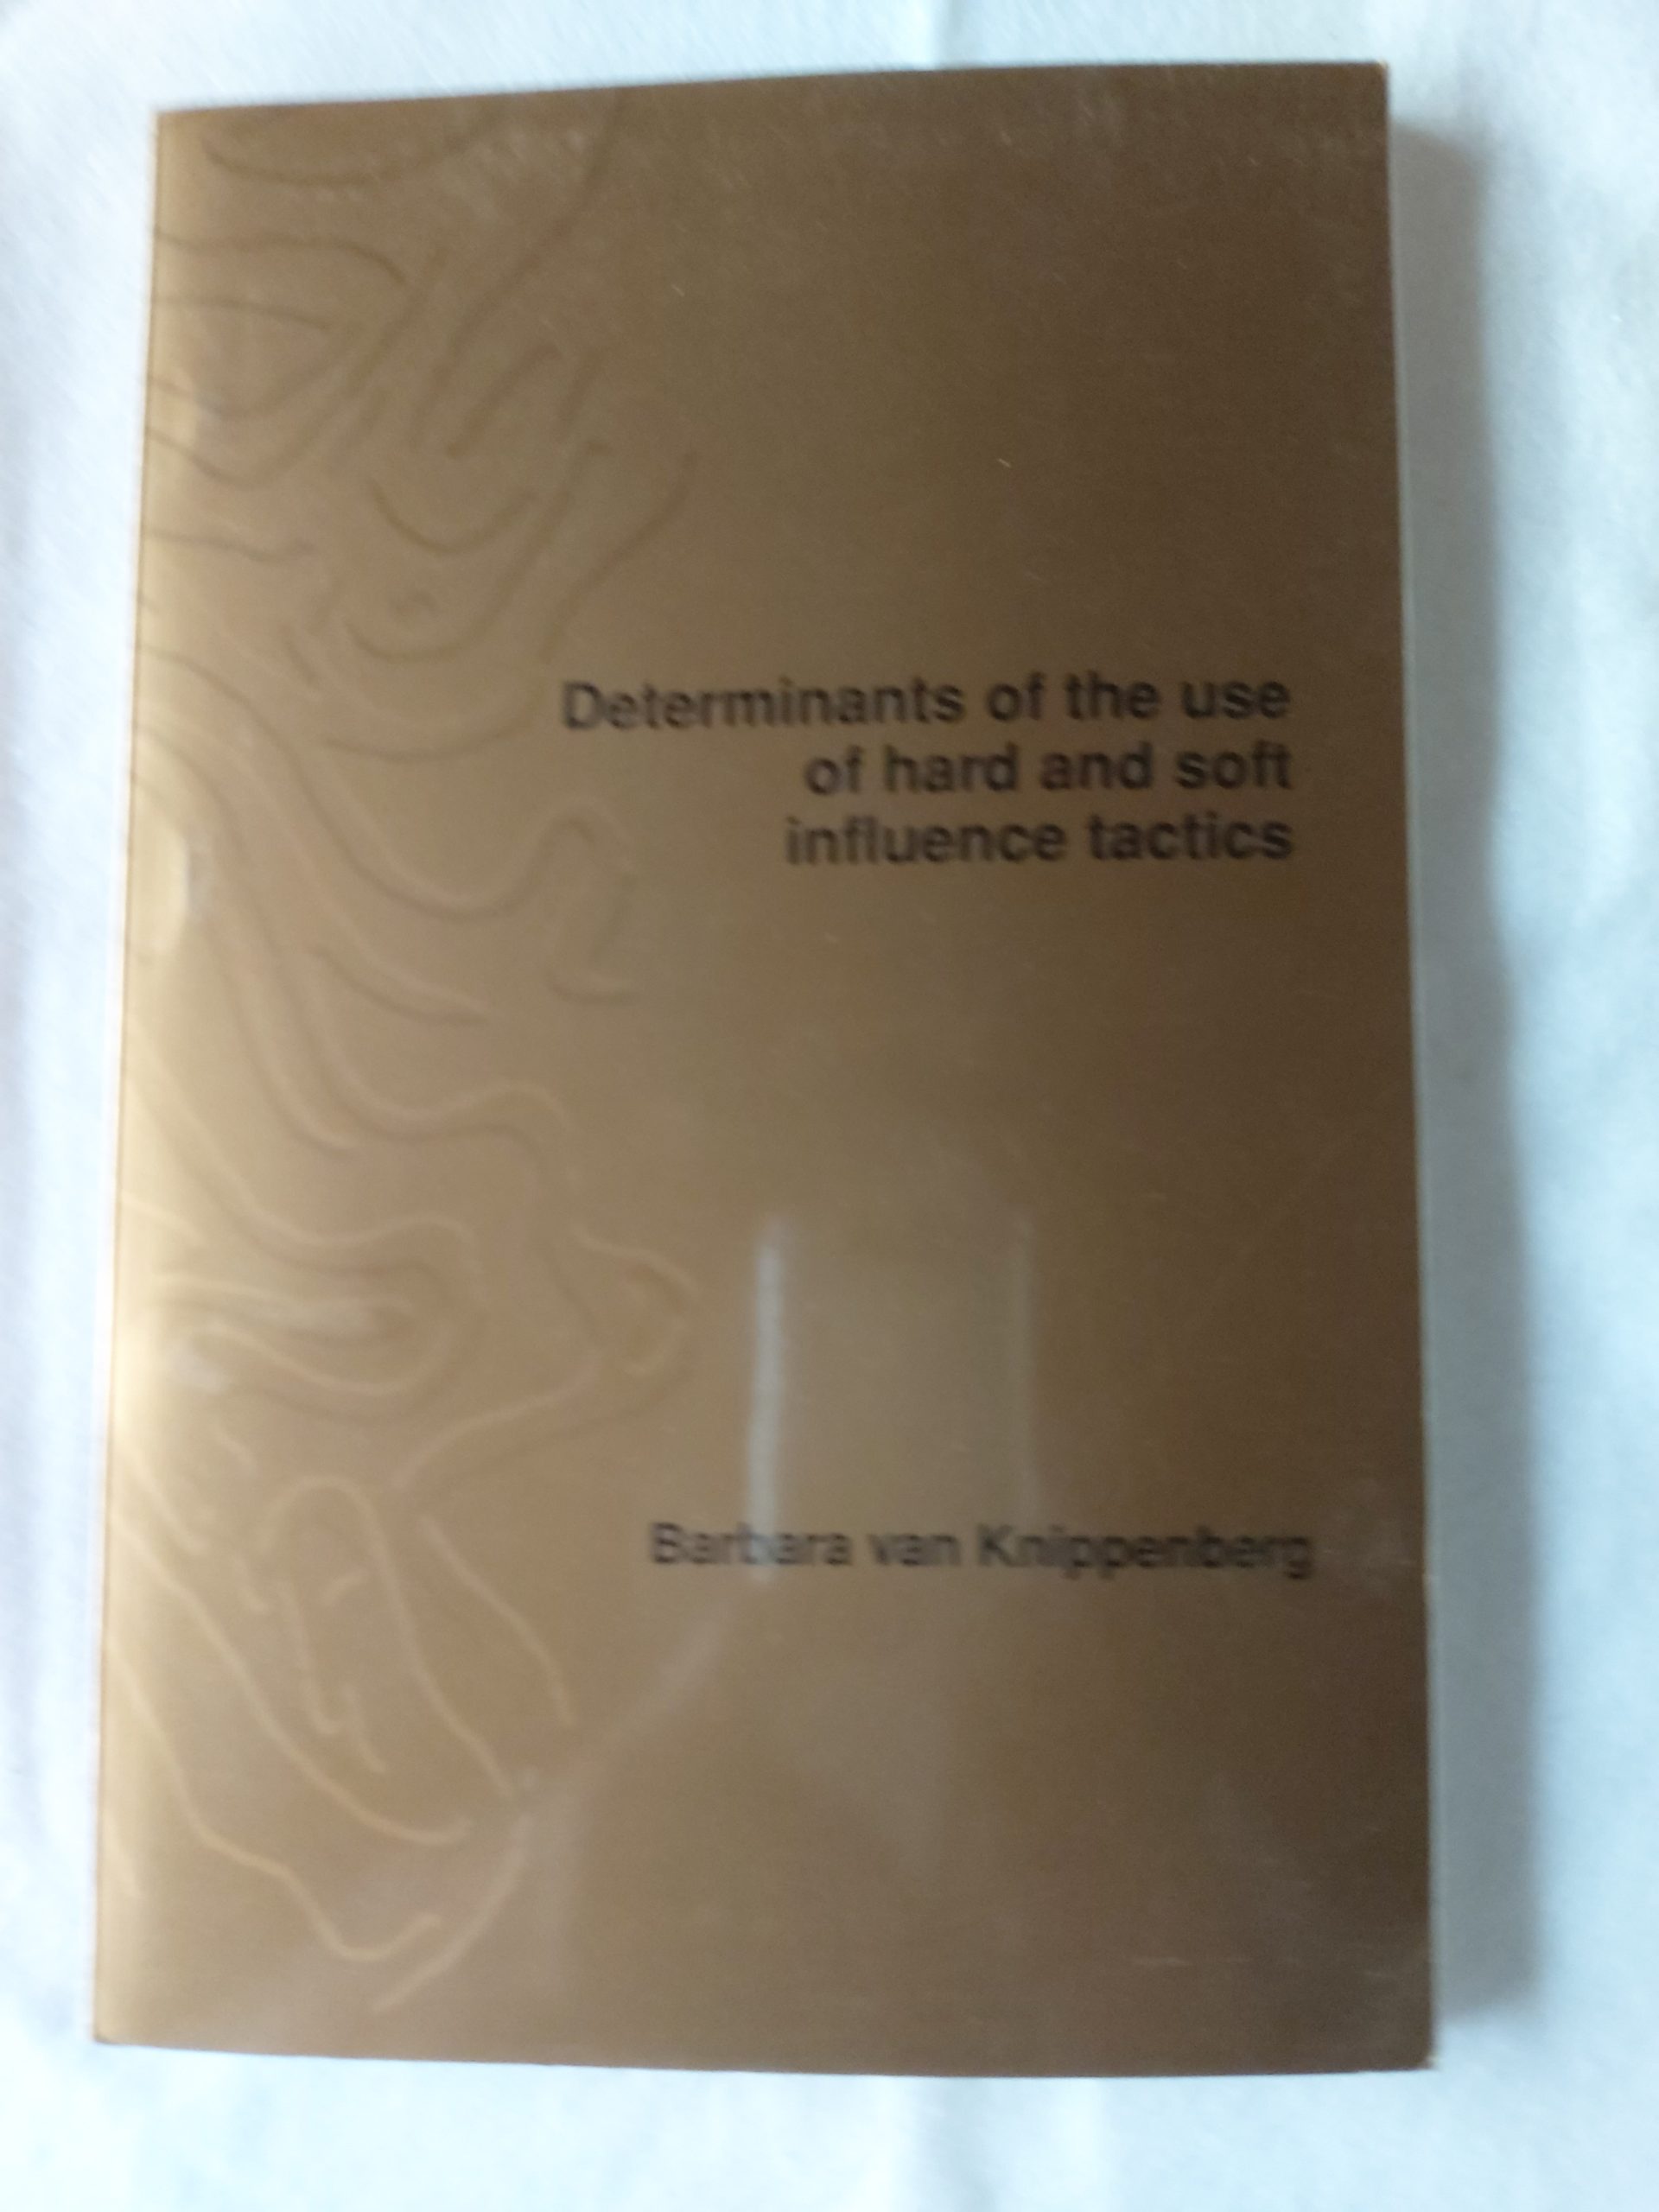 Determinants of the use
of hard and soft
influence tactics
Barbara van Knippenberg